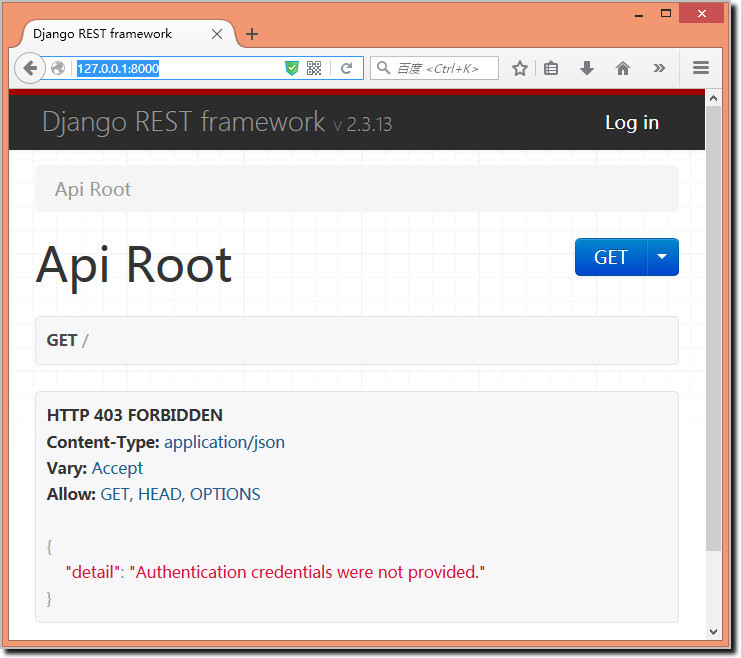 Django REST framework
127.0.0.1:8000
百度 <Ctrl+K>
Django REST framework v 2.3.13
Log in
Api Root
Api Root
GET
GET /
HTTP 403 FORBIDDEN
Content-Type: application/json
Vary: Accept
Allow: GET, HEAD, OPTIONS
{
"detail": "Authentication credentials were not provided."
}